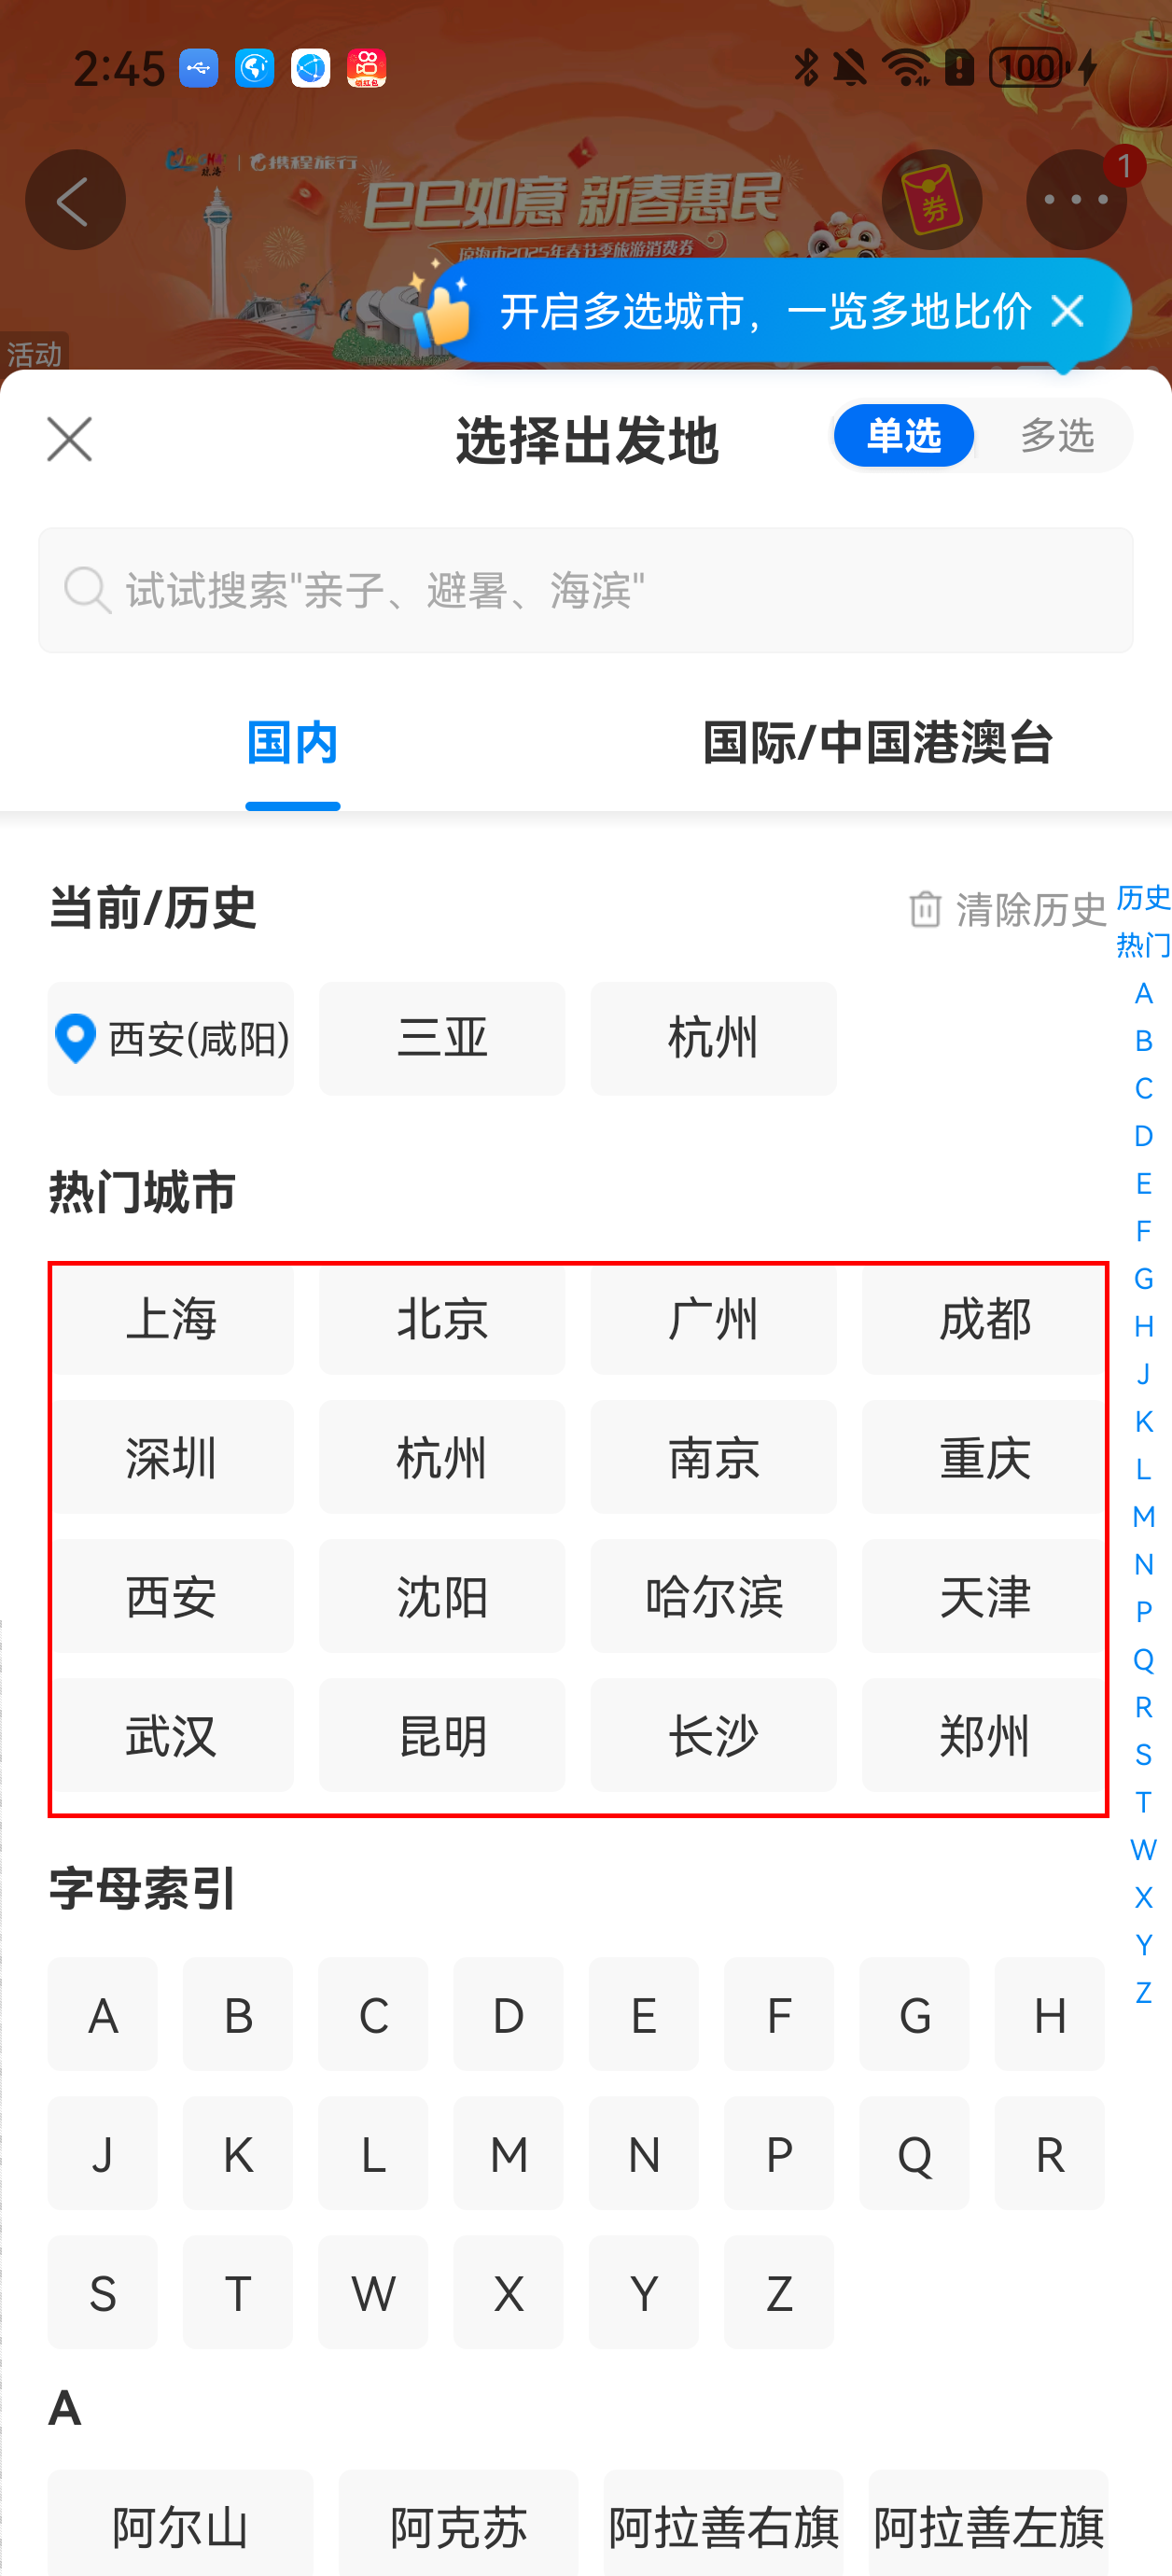 2:45
100
携程旅行
巳巳如意 新春惠民
琼海市2025年春节季旅游消费券
券
1
活动
开启多选城市，一览多地比价
选择出发地
单选 多选
试试搜索"亲子、避暑、海滨"
国内 国际/中国港澳台
当前/历史 清除历史
西安(咸阳) 三亚 杭州
热门城市
上海 北京 广州 成都
深圳 杭州 南京 重庆
西安 沈阳 哈尔滨 天津
武汉 昆明 长沙 郑州
字母索引
A B C D E F G H
J K L M N P Q R
S T W X Y Z
A
阿尔山 阿克苏 阿拉善右旗 阿拉善左旗
历史
热门
A
B
C
D
E
F
G
H
J
K
L
M
N
P
Q
R
S
T
W
X
Y
Z